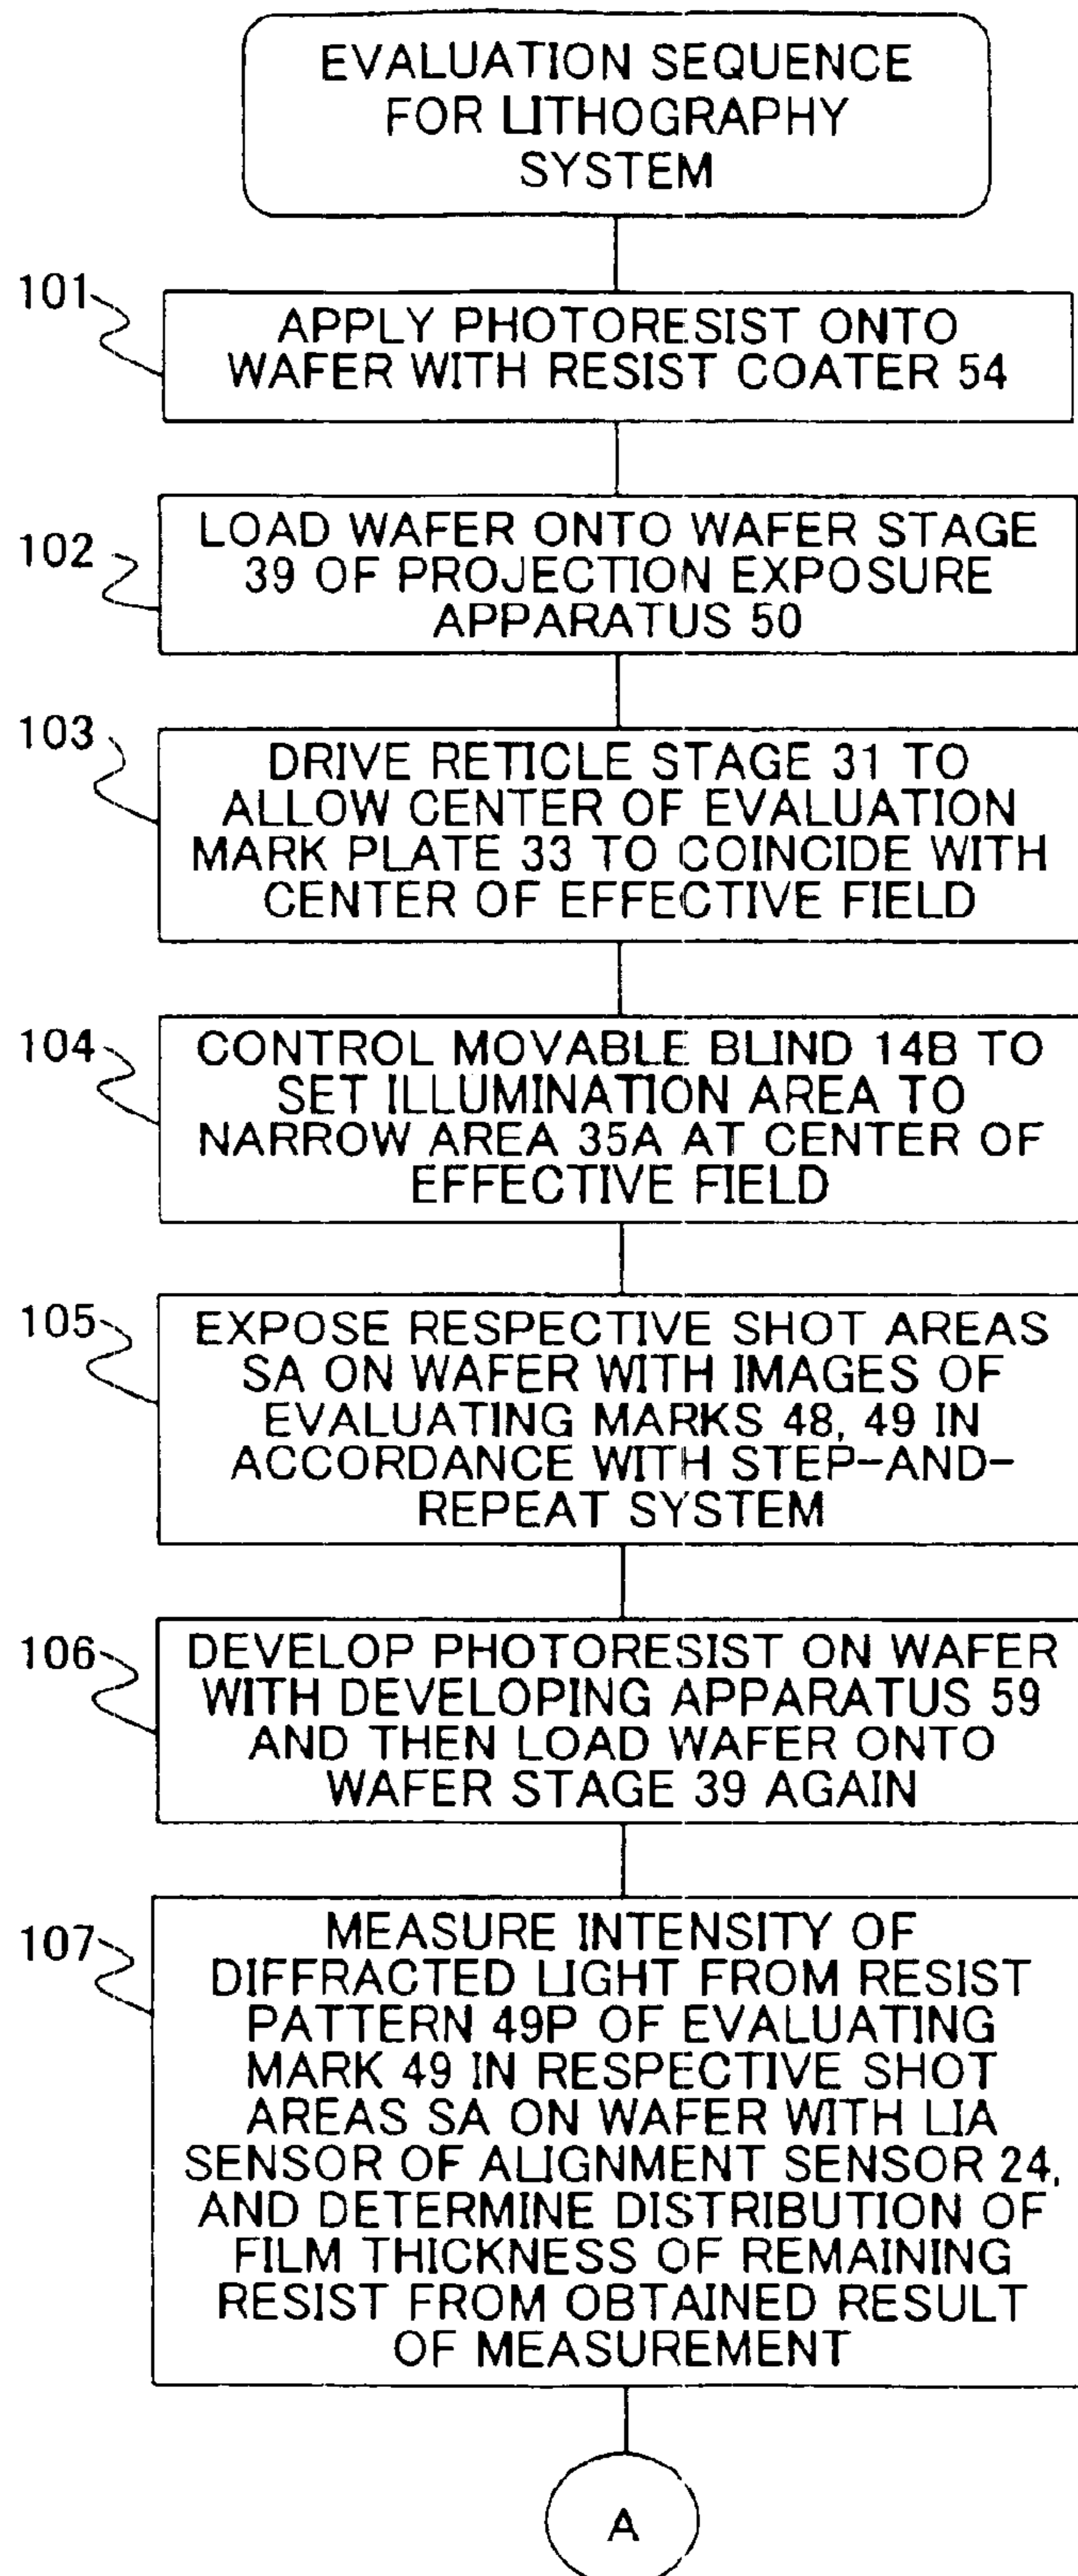 EVALUATION SEQUENCE
FOR LITHOGRAPHY
SYSTEM
101
APPLY PHOTORESIST ONTO
WAFER WITH RESIST COATER 54
102
LOAD WAFER ONTO WAFER STAGE
39 OF PROJECTION EXPOSURE
APPARATUS 50
103
DRIVE RETICLE STAGE 31 TO
ALLOW CENTER OF EVALUATION
MARK PLATE 33 TO COINCIDE WITH
CENTER OF EFFECTIVE FIELD
104
CONTROL MOVABLE BLIND 14B TO
SET ILLUMINATION AREA TO
NARROW AREA 35A AT CENTER OF
EFFECTIVE FIELD
105
EXPOSE RESPECTIVE SHOT AREAS
SA ON WAFER WITH IMAGES OF
EVALUATING MARKS 48, 49 IN
ACCORDANCE WITH STEP-AND-
REPEAT SYSTEM
106
DEVELOP PHOTORESIST ON WAFER
WITH DEVELOPING APPARATUS 59
AND THEN LOAD WAFER ONTO
WAFER STAGE 39 AGAIN
107
MEASURE INTENSITY OF
DIFFRACTED LIGHT FROM RESIST
PATTERN 49P OF EVALUATING
MARK 49 IN RESPECTIVE SHOT
AREAS SA ON WAFER WITH LIA
SENSOR OF ALIGNMENT SENSOR 24,
AND DETERMINE DISTRIBUTION OF
FILM THICKNESS OF REMAINING
RESIST FROM OBTAINED RESULT
OF MEASUREMENT
A